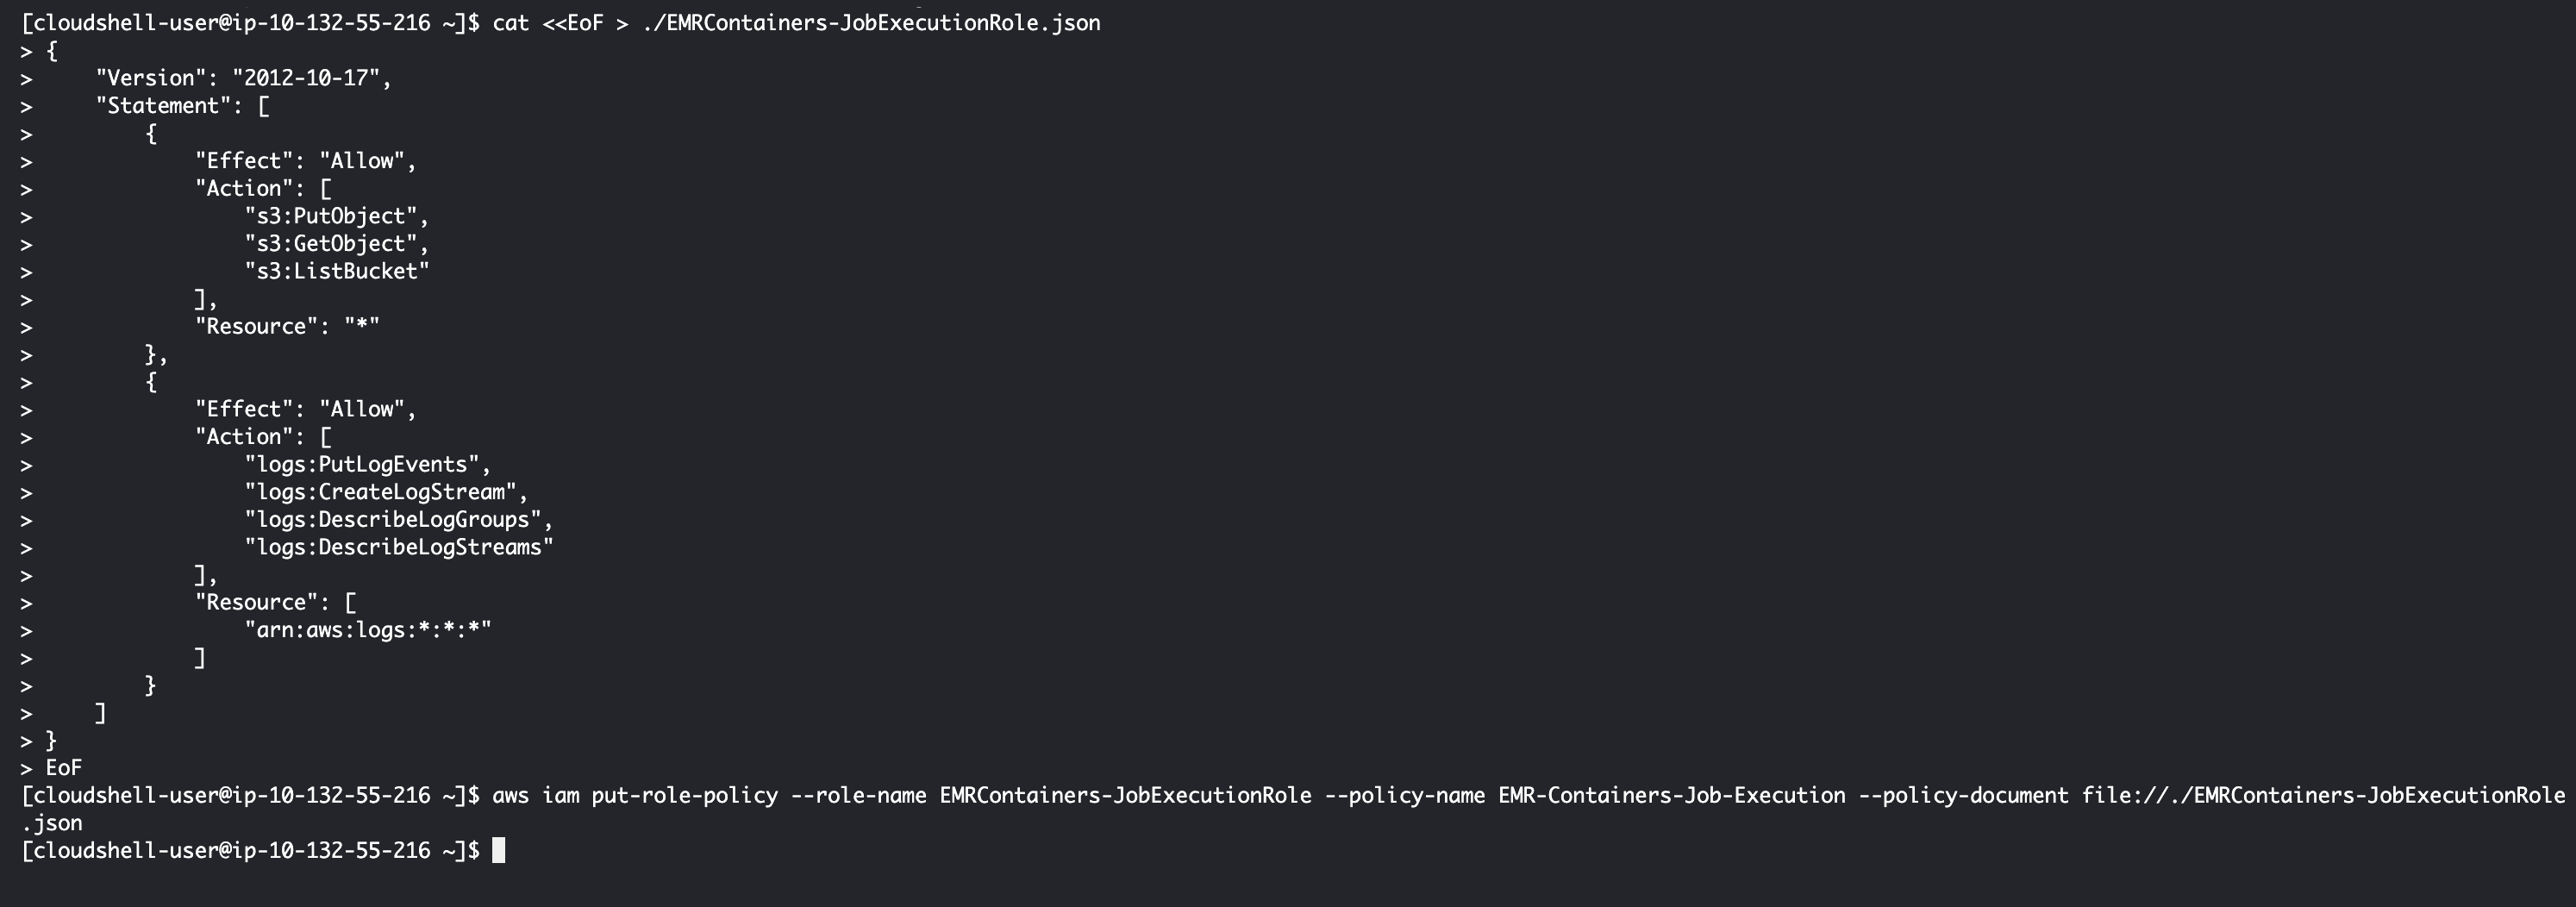 [cloudshell-user@ip-10-132-55-216 ~]$ cat <<EoF > ./EMRContainers-JobExecutionRole.json
> {
>     "Version": "2012-10-17",
>     "Statement": [
>         {
>             "Effect": "Allow",
>             "Action": [
>                 "s3:PutObject",
>                 "s3:GetObject",
>                 "s3:ListBucket"
>             ],
>             "Resource": "*"
>         },
>         {
>             "Effect": "Allow",
>             "Action": [
>                 "logs:PutLogEvents",
>                 "logs:CreateLogStream",
>                 "logs:DescribeLogGroups",
>                 "logs:DescribeLogStreams"
>             ],
>             "Resource": [
>                 "arn:aws:logs:*:*:*"
>             ]
>         }
>     ]
> }
> EoF
[cloudshell-user@ip-10-132-55-216 ~]$ aws iam put-role-policy --role-name EMRContainers-JobExecutionRole --policy-name EMR-Containers-Job-Execution --policy-document file://./EMRContainers-JobExecutionRole
.json
[cloudshell-user@ip-10-132-55-216 ~]$